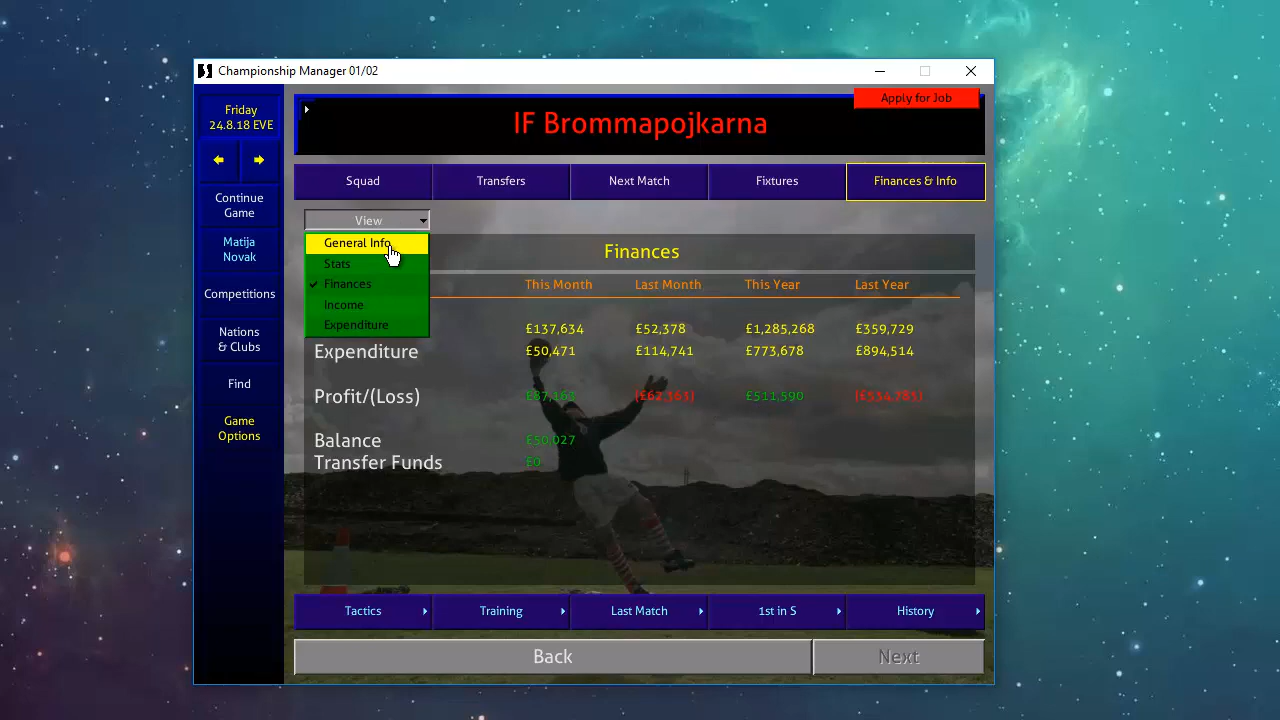 Championship Manager 01/02
Apply for Job
Friday
24.8.18 EVE
IF Brommapojkarna
Squad
Transfers
Next Match
Fixtures
Finances & Info
Continue
Game
Matija
Novak
Competitions
Nations
& Clubs
Find
Game
Options
View
General Info
Stats
Finances
Income
Expenditure
Finances
This Month Last Month This Year Last Year
£137,634 £52,378 £1,285,268 £359,729
Expenditure £50,471 £114,741 £773,678 £894,514
Profit/(Loss) £87,163 (£62,363) £511,590 (£534,785)
Balance £50,027
Transfer Funds £0
Tactics
Training
Last Match
1st in S
History
Back
Next